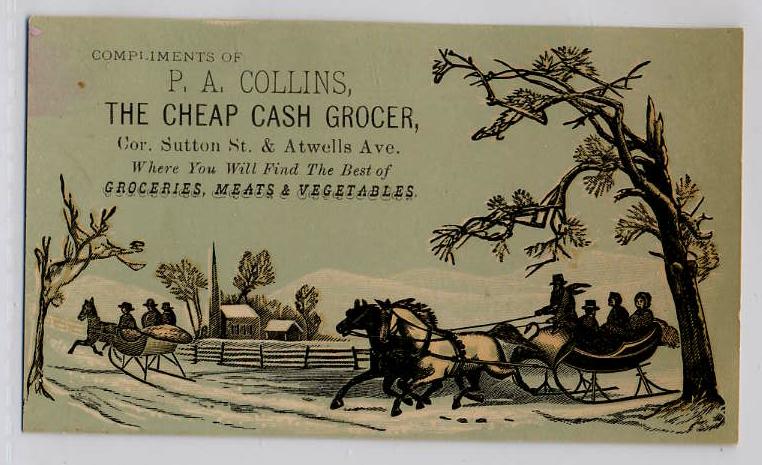 COMPLIMENTS OF
P. A. COLLINS,
THE CHEAP CASH GROCER,
Cor. Sutton St. & Atwells Ave.
Where You Will Find The Best of
GROCERIES, MEATS & VEGETABLES.